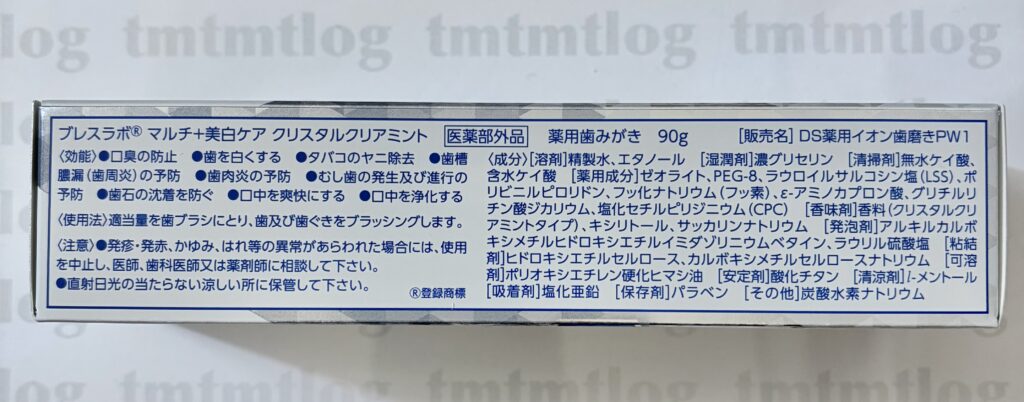 tmtmtlog tmtmtlog tmtmtlog
ブレスラボ® マルチ+美白ケア クリスタルクリアミント 医薬部外品 薬用歯みがき 90g [販売名]DS薬用イオン歯磨きPW1
〈効能〉●口臭の防止 ●歯を白くする ●タバコのヤニ除去 ●歯槽
膿漏(歯周炎)の予防 ●歯肉炎の予防 ●むし歯の発生及び進行の
予防 ●歯石の沈着を防ぐ ●口中を爽快にする ●口中を浄化する
〈使用法〉適当量を歯ブラシにとり、歯及び歯ぐきをブラッシングします。
〈注意〉●発疹・発赤、かゆみ、はれ等の異常があらわれた場合には、使用
を中止し、医師、歯科医師又は薬剤師に相談して下さい。
●直射日光の当たらない涼しい所に保管して下さい。
®登録商標
〈成分〉[溶剤]精製水、エタノール [湿潤剤]濃グリセリン [清掃剤]無水ケイ酸、
含水ケイ酸 [薬用成分]ゼオライト、PEG-8、ラウロイルサルコシン塩(LSS)、ポ
リビニルピロリドン、フッ化ナトリウム(フッ素)、ε-アミノカプロン酸、グリチルリ
チン酸ジカリウム、塩化セチルピリジニウム(CPC) [香味剤]香料(クリスタルクリ
アミントタイプ)、キシリトール、サッカリンナトリウム [発泡剤]アルキルカルボ
キシメチルヒドロキシエチルイミダゾリニウムベタイン、ラウリル硫酸塩 [粘結
剤]ヒドロキシエチルセルロース、カルボキシメチルセルロースナトリウム [可溶
剤]ポリオキシエチレン硬化ヒマシ油 [安定剤]酸化チタン [清涼剤]l-メントール
[吸着剤]塩化亜鉛 [保存剤]パラベン [その他]炭酸水素ナトリウム
tmtmtlog tmtmtlog tmtmtlog